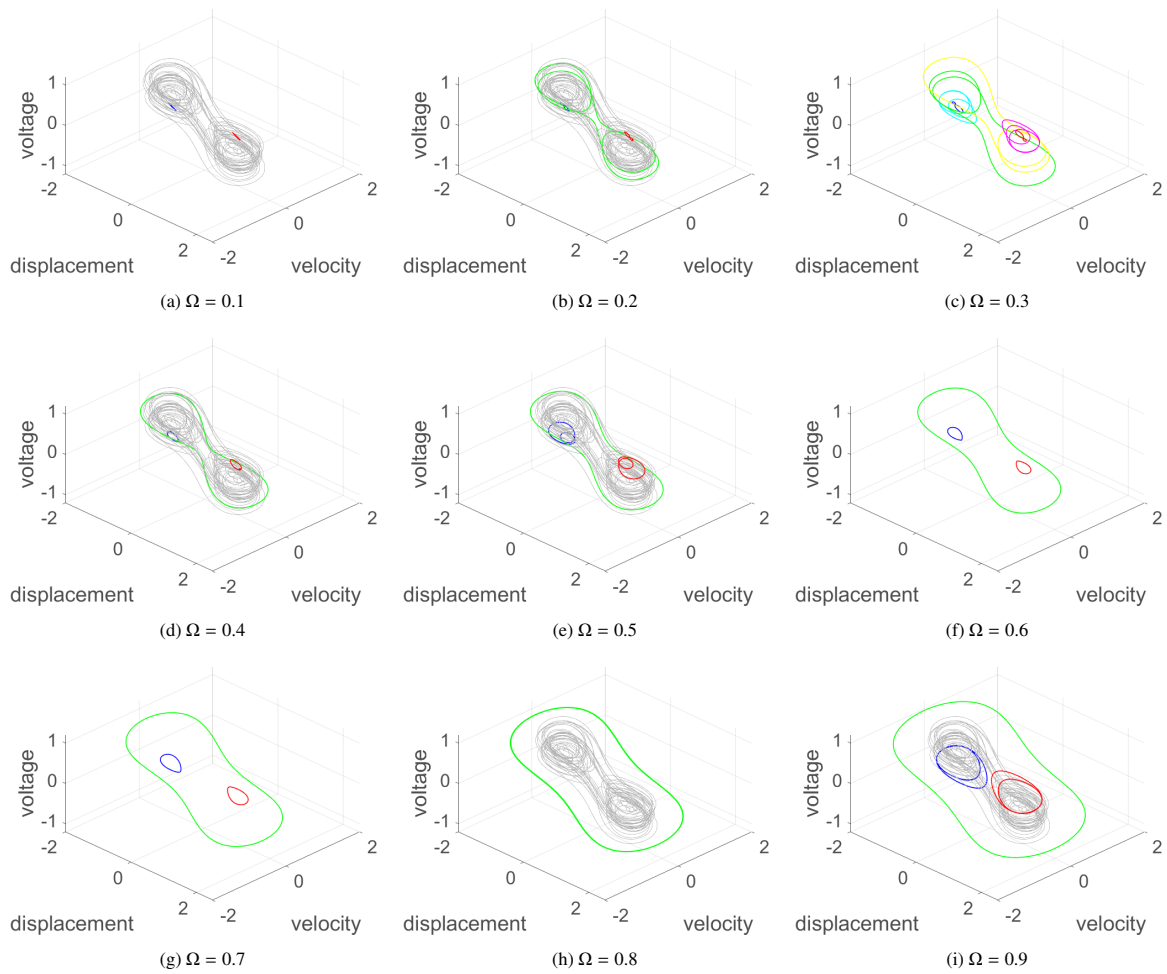 1
0
-1
voltage
-2
0
2
displacement
-2
0
2
velocity
(a) Ω = 0.1
1
0
-1
voltage
-2
0
2
displacement
-2
0
2
velocity
(b) Ω = 0.2
1
0
-1
voltage
-2
0
2
displacement
-2
0
2
velocity
(c) Ω = 0.3
1
0
-1
voltage
-2
0
2
displacement
-2
0
2
velocity
(d) Ω = 0.4
1
0
-1
voltage
-2
0
2
displacement
-2
0
2
velocity
(e) Ω = 0.5
1
0
-1
voltage
-2
0
2
displacement
-2
0
2
velocity
(f) Ω = 0.6
1
0
-1
voltage
-2
0
2
displacement
-2
0
2
velocity
(g) Ω = 0.7
1
0
-1
voltage
-2
0
2
displacement
-2
0
2
velocity
(h) Ω = 0.8
1
0
-1
voltage
-2
0
2
displacement
-2
0
2
velocity
(i) Ω = 0.9